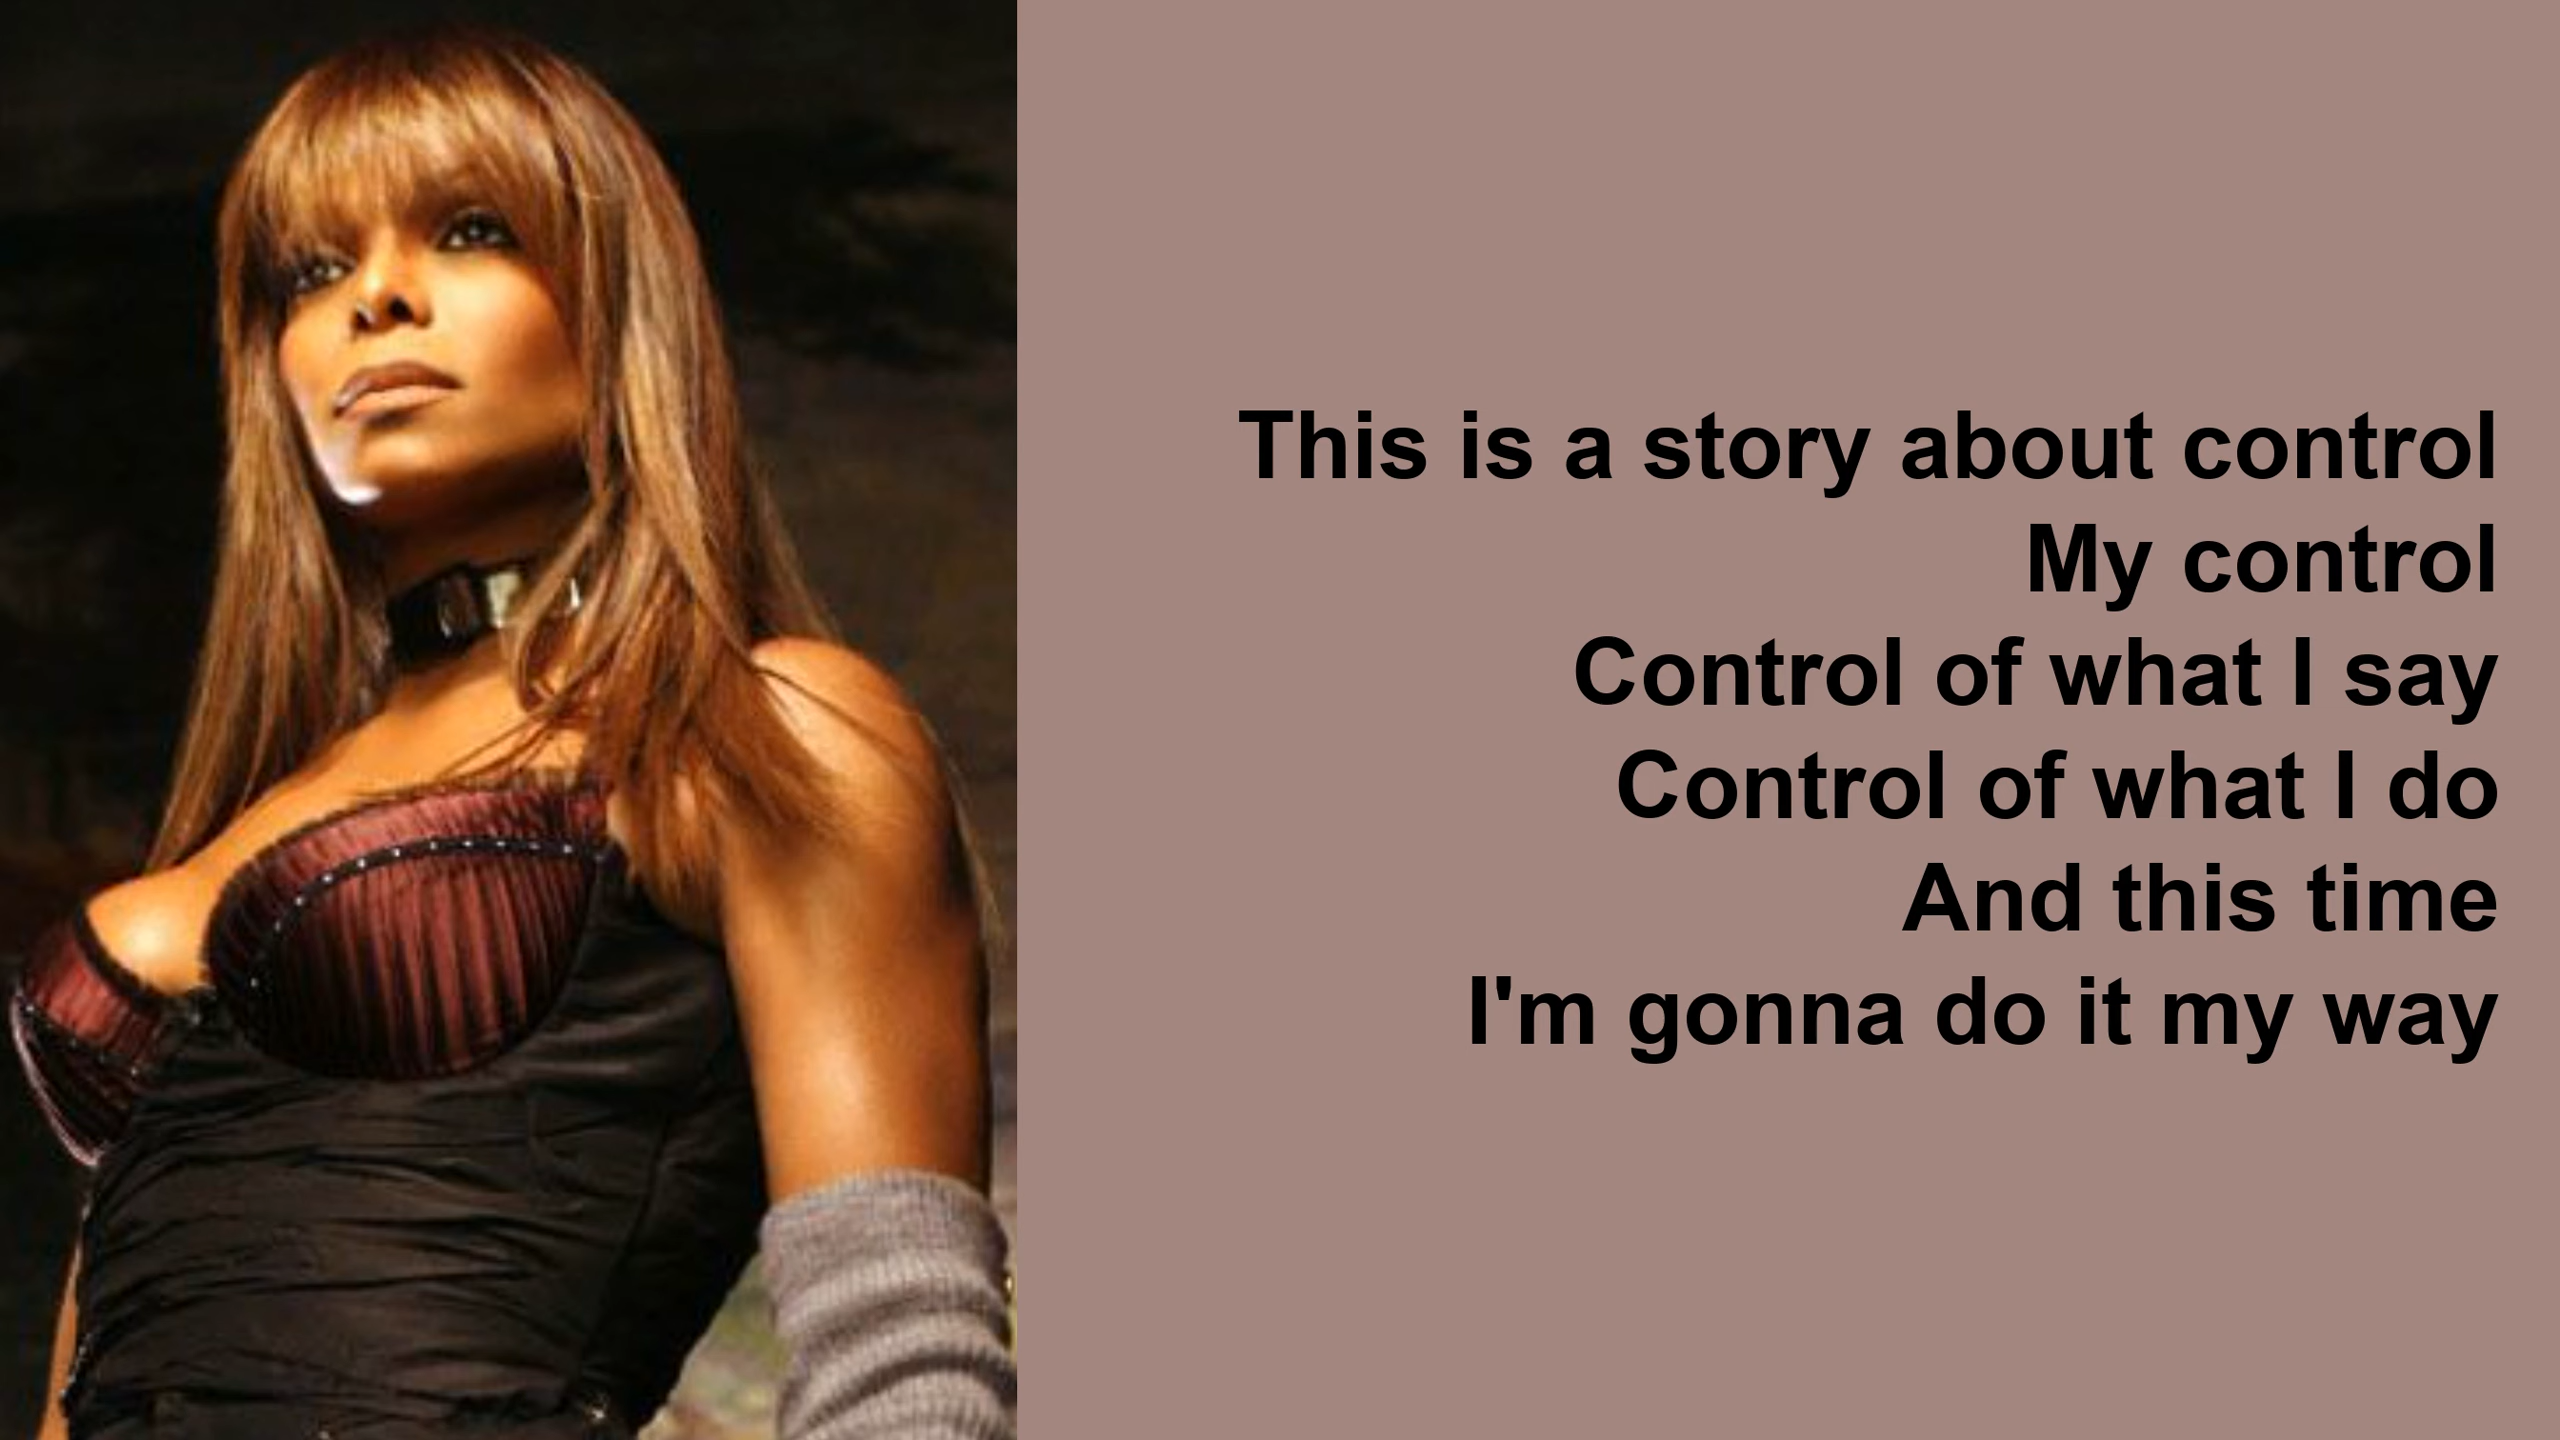 This is a story about control
My control
Control of what I say
Control of what I do
And this time
I'm gonna do it my way